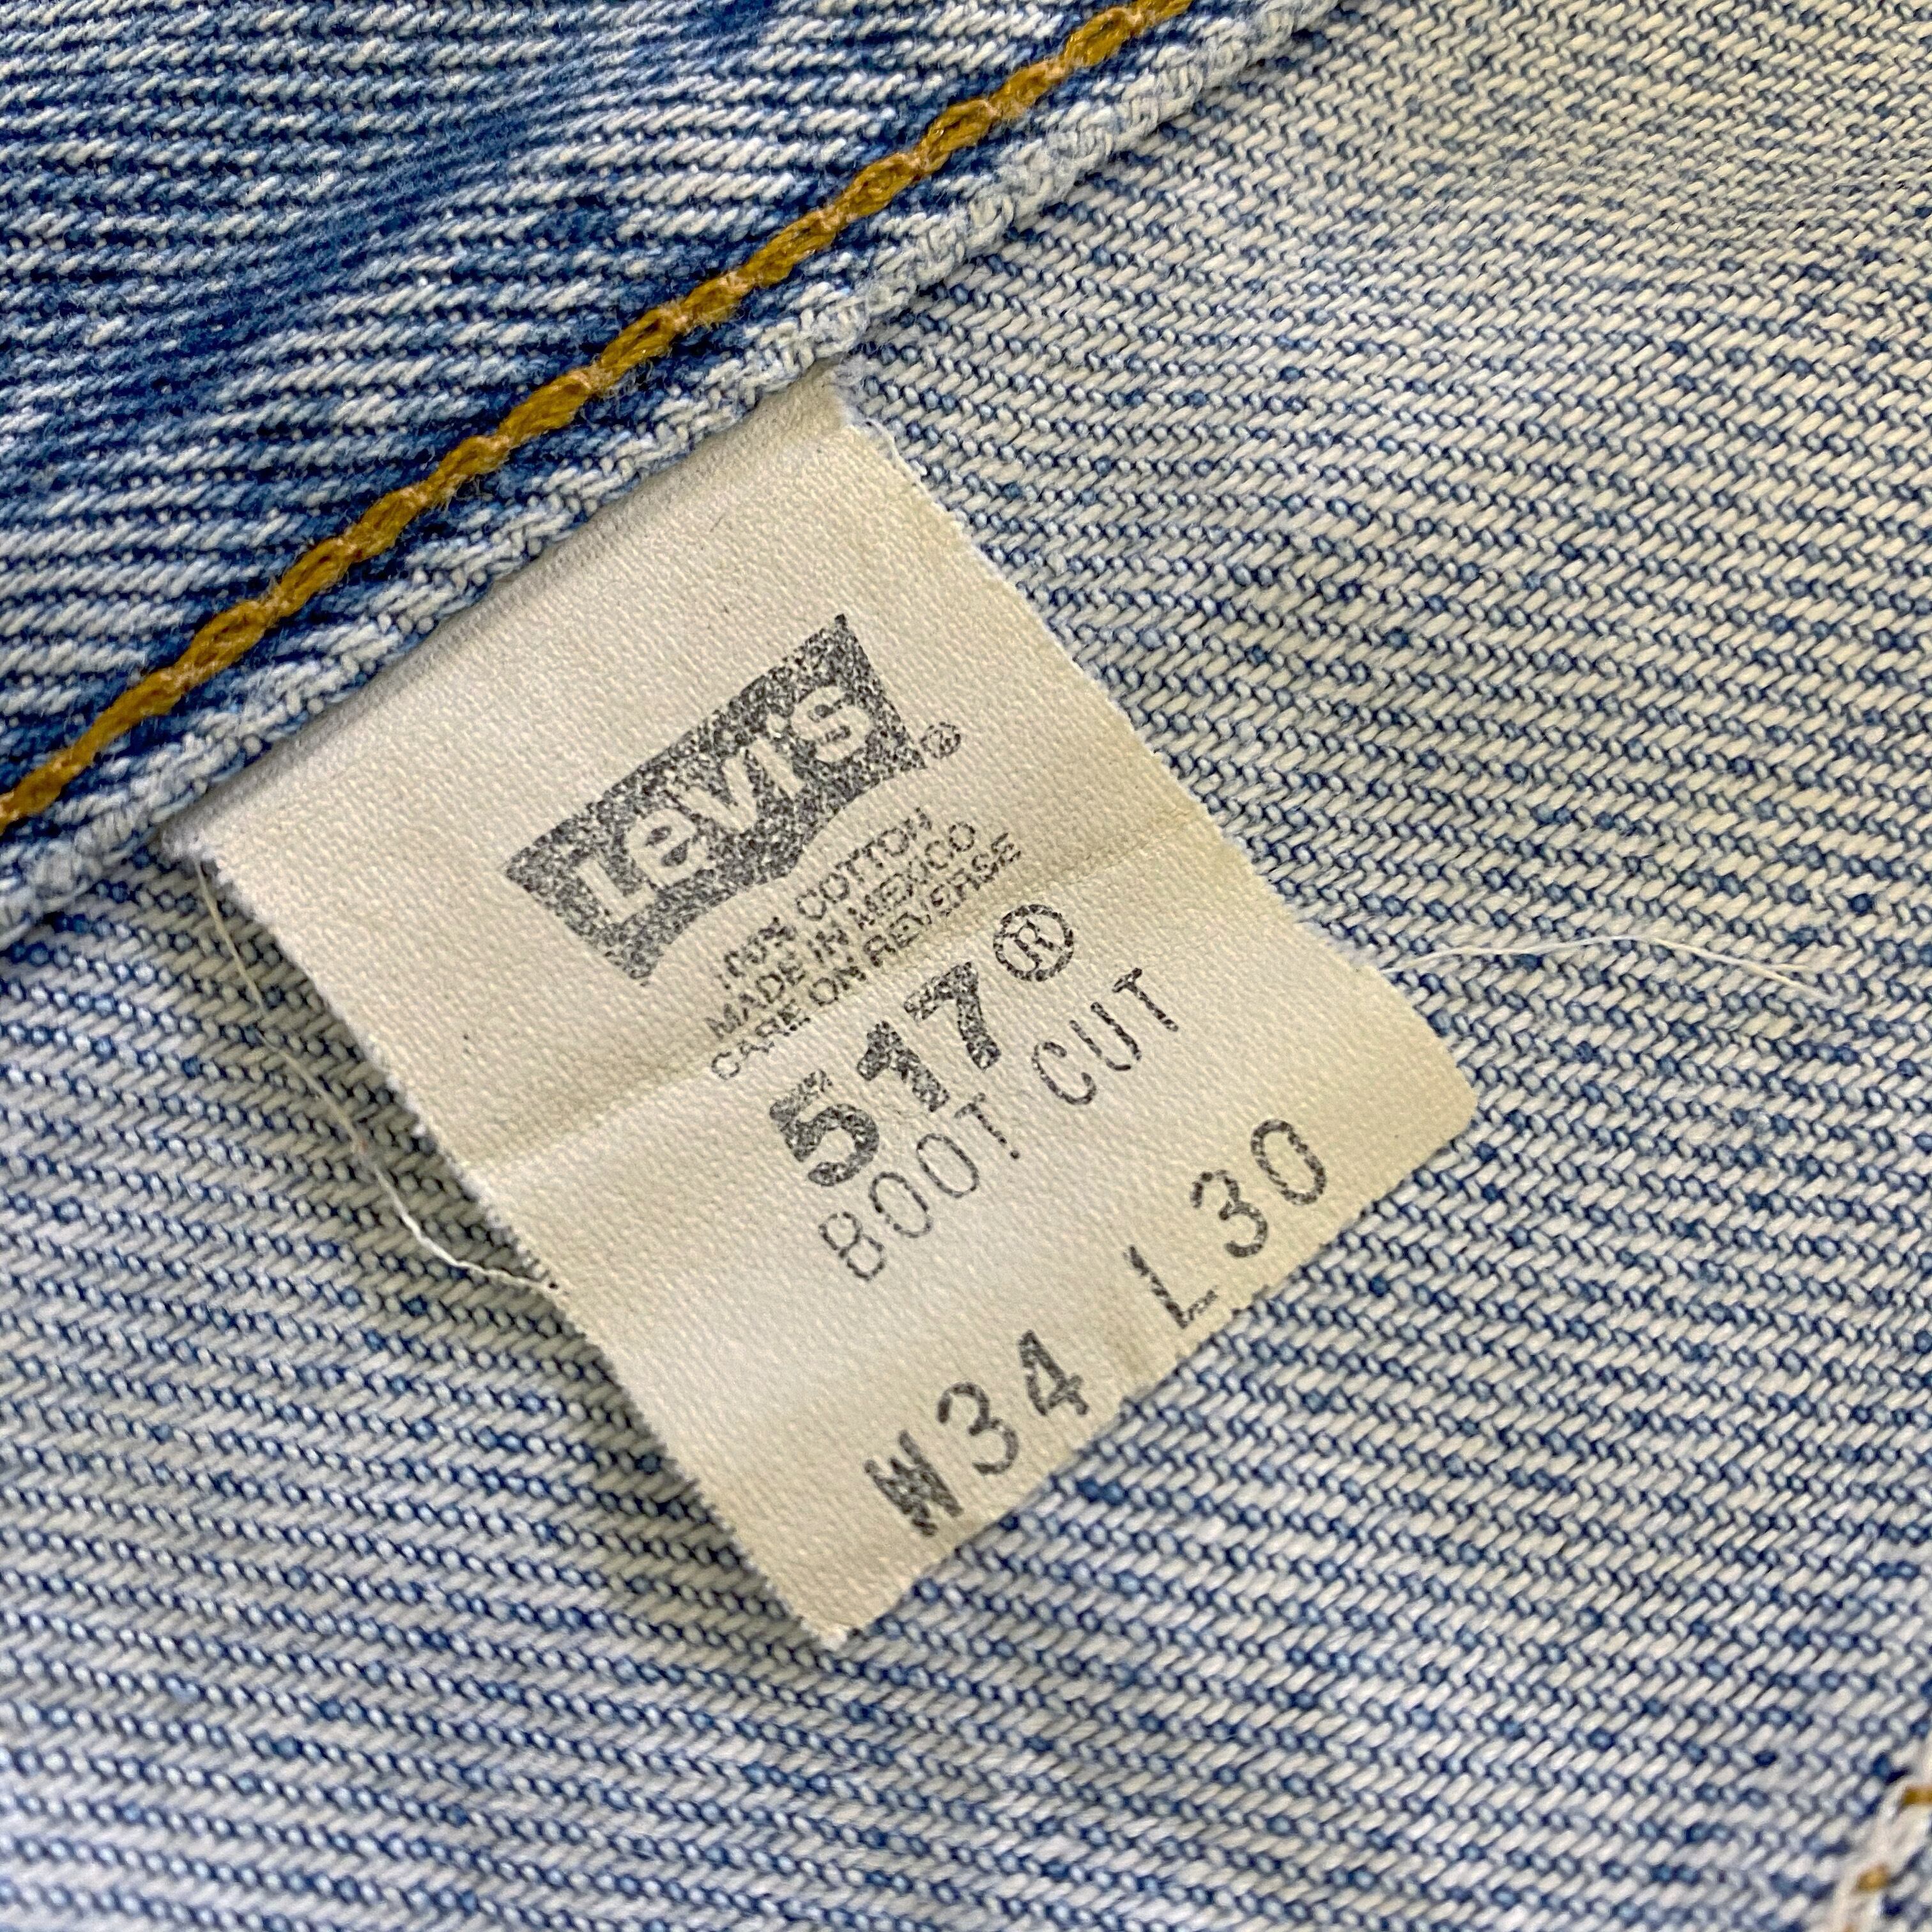 Levi's ®
100% COTTON
MADE IN MEXICO
CARE ON REVERSE
517®
BOOT CUT
W34 L30